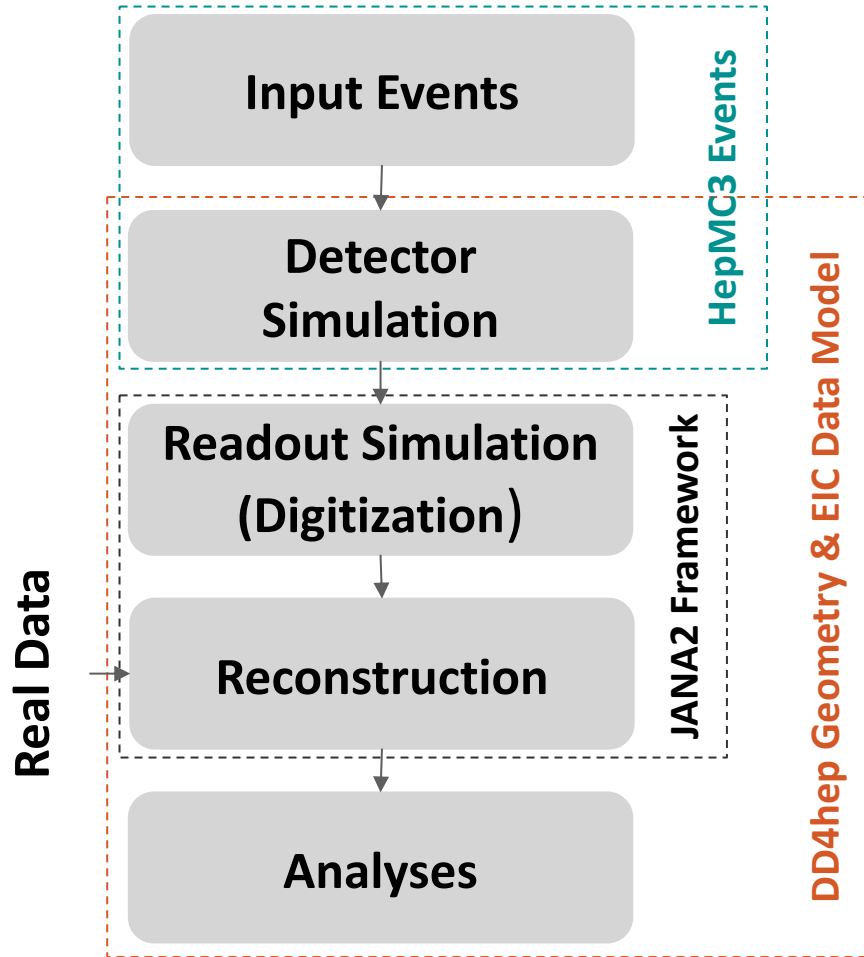 Input Events
HepMC3 Events
Detector
Simulation
DD4hep Geometry & EIC Data Model
Readout Simulation
(Digitization)
JANA2 Framework
Real Data
Reconstruction
Analyses